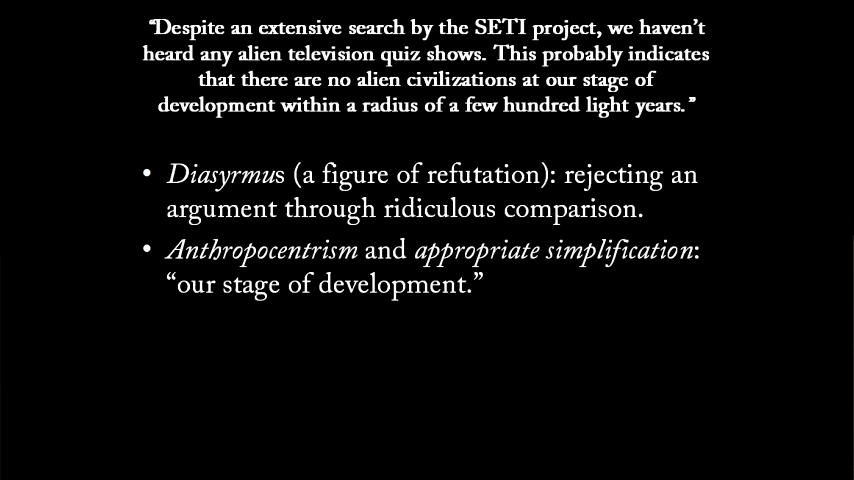 “Despite an extensive search by the SETI project, we haven’t
heard any alien television quiz shows. This probably indicates
that there are no alien civilizations at our stage of
development within a radius of a few hundred light years.”
• Diasyrmus (a figure of refutation): rejecting an
argument through ridiculous comparison.
• Anthropocentrism and appropriate simplification:
“our stage of development.”